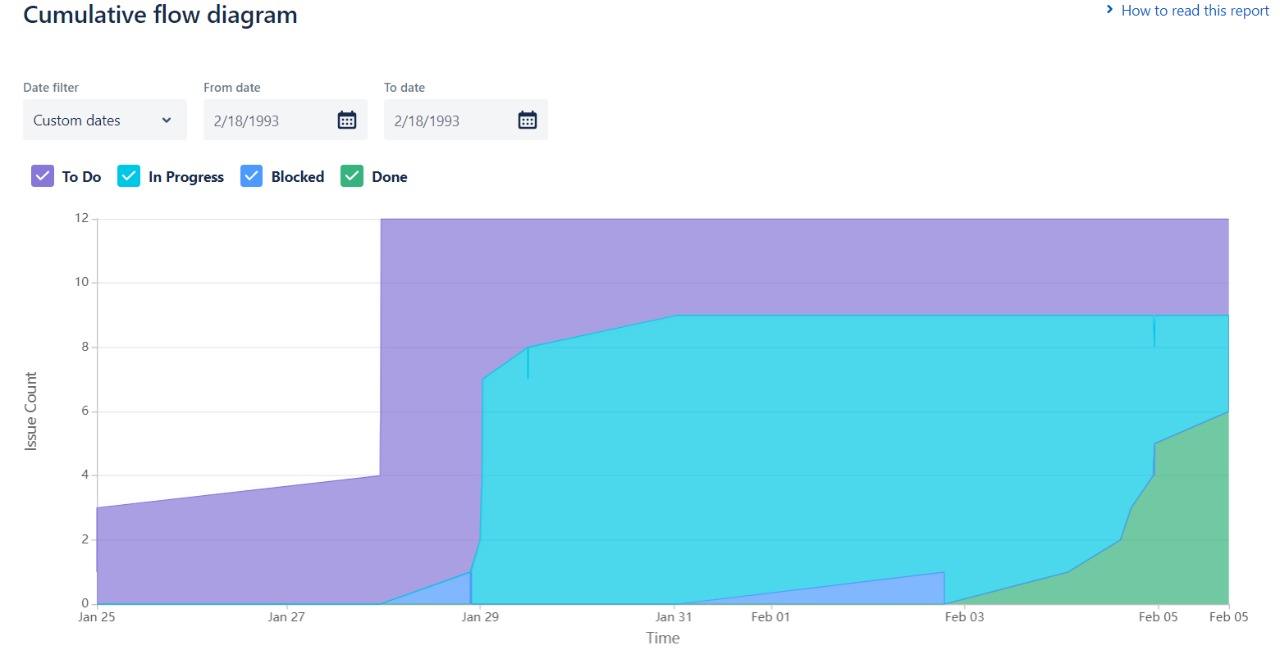 Cumulative flow diagram
How to read this report
Date filter
From date
To date
Custom dates
2/18/1993
2/18/1993
To Do
In Progress
Blocked
Done
Issue Count
12
10
8
6
4
2
0
Jan 25
Jan 27
Jan 29
Jan 31
Feb 01
Feb 03
Feb 05
Feb 05
Time